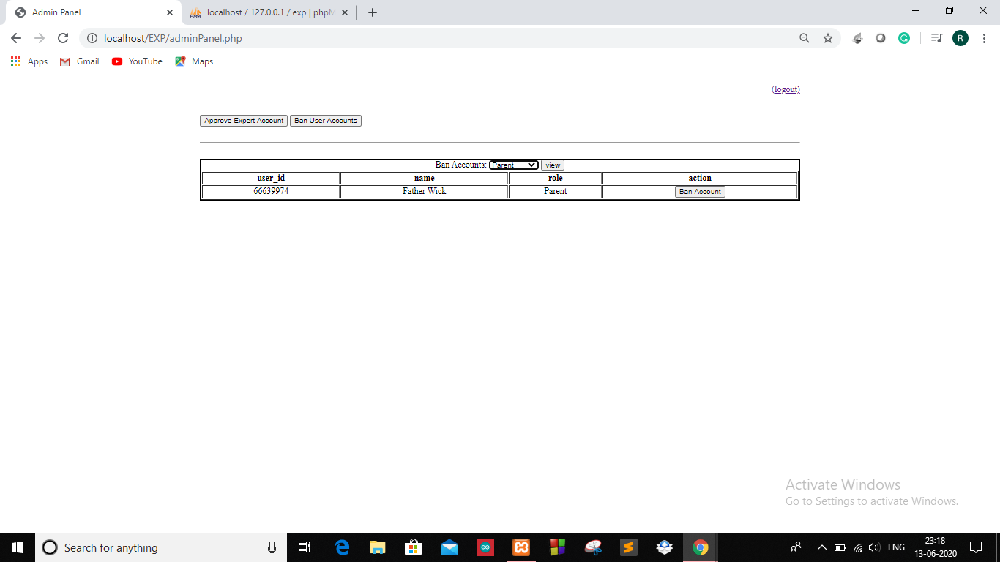 Admin Panel
localhost / 127.0.0.1 / exp | phpM
localhost/EXP/adminPanel.php
R
Apps
Gmail
YouTube
Maps
(logout)
Approve Expert Account
Ban User Accounts
Ban Accounts: Parent view
user_id name role action
66639974 Father Wick Parent Ban Account
Activate Windows
Go to Settings to activate Windows.
Search for anything
ENG
23:18
13-06-2020